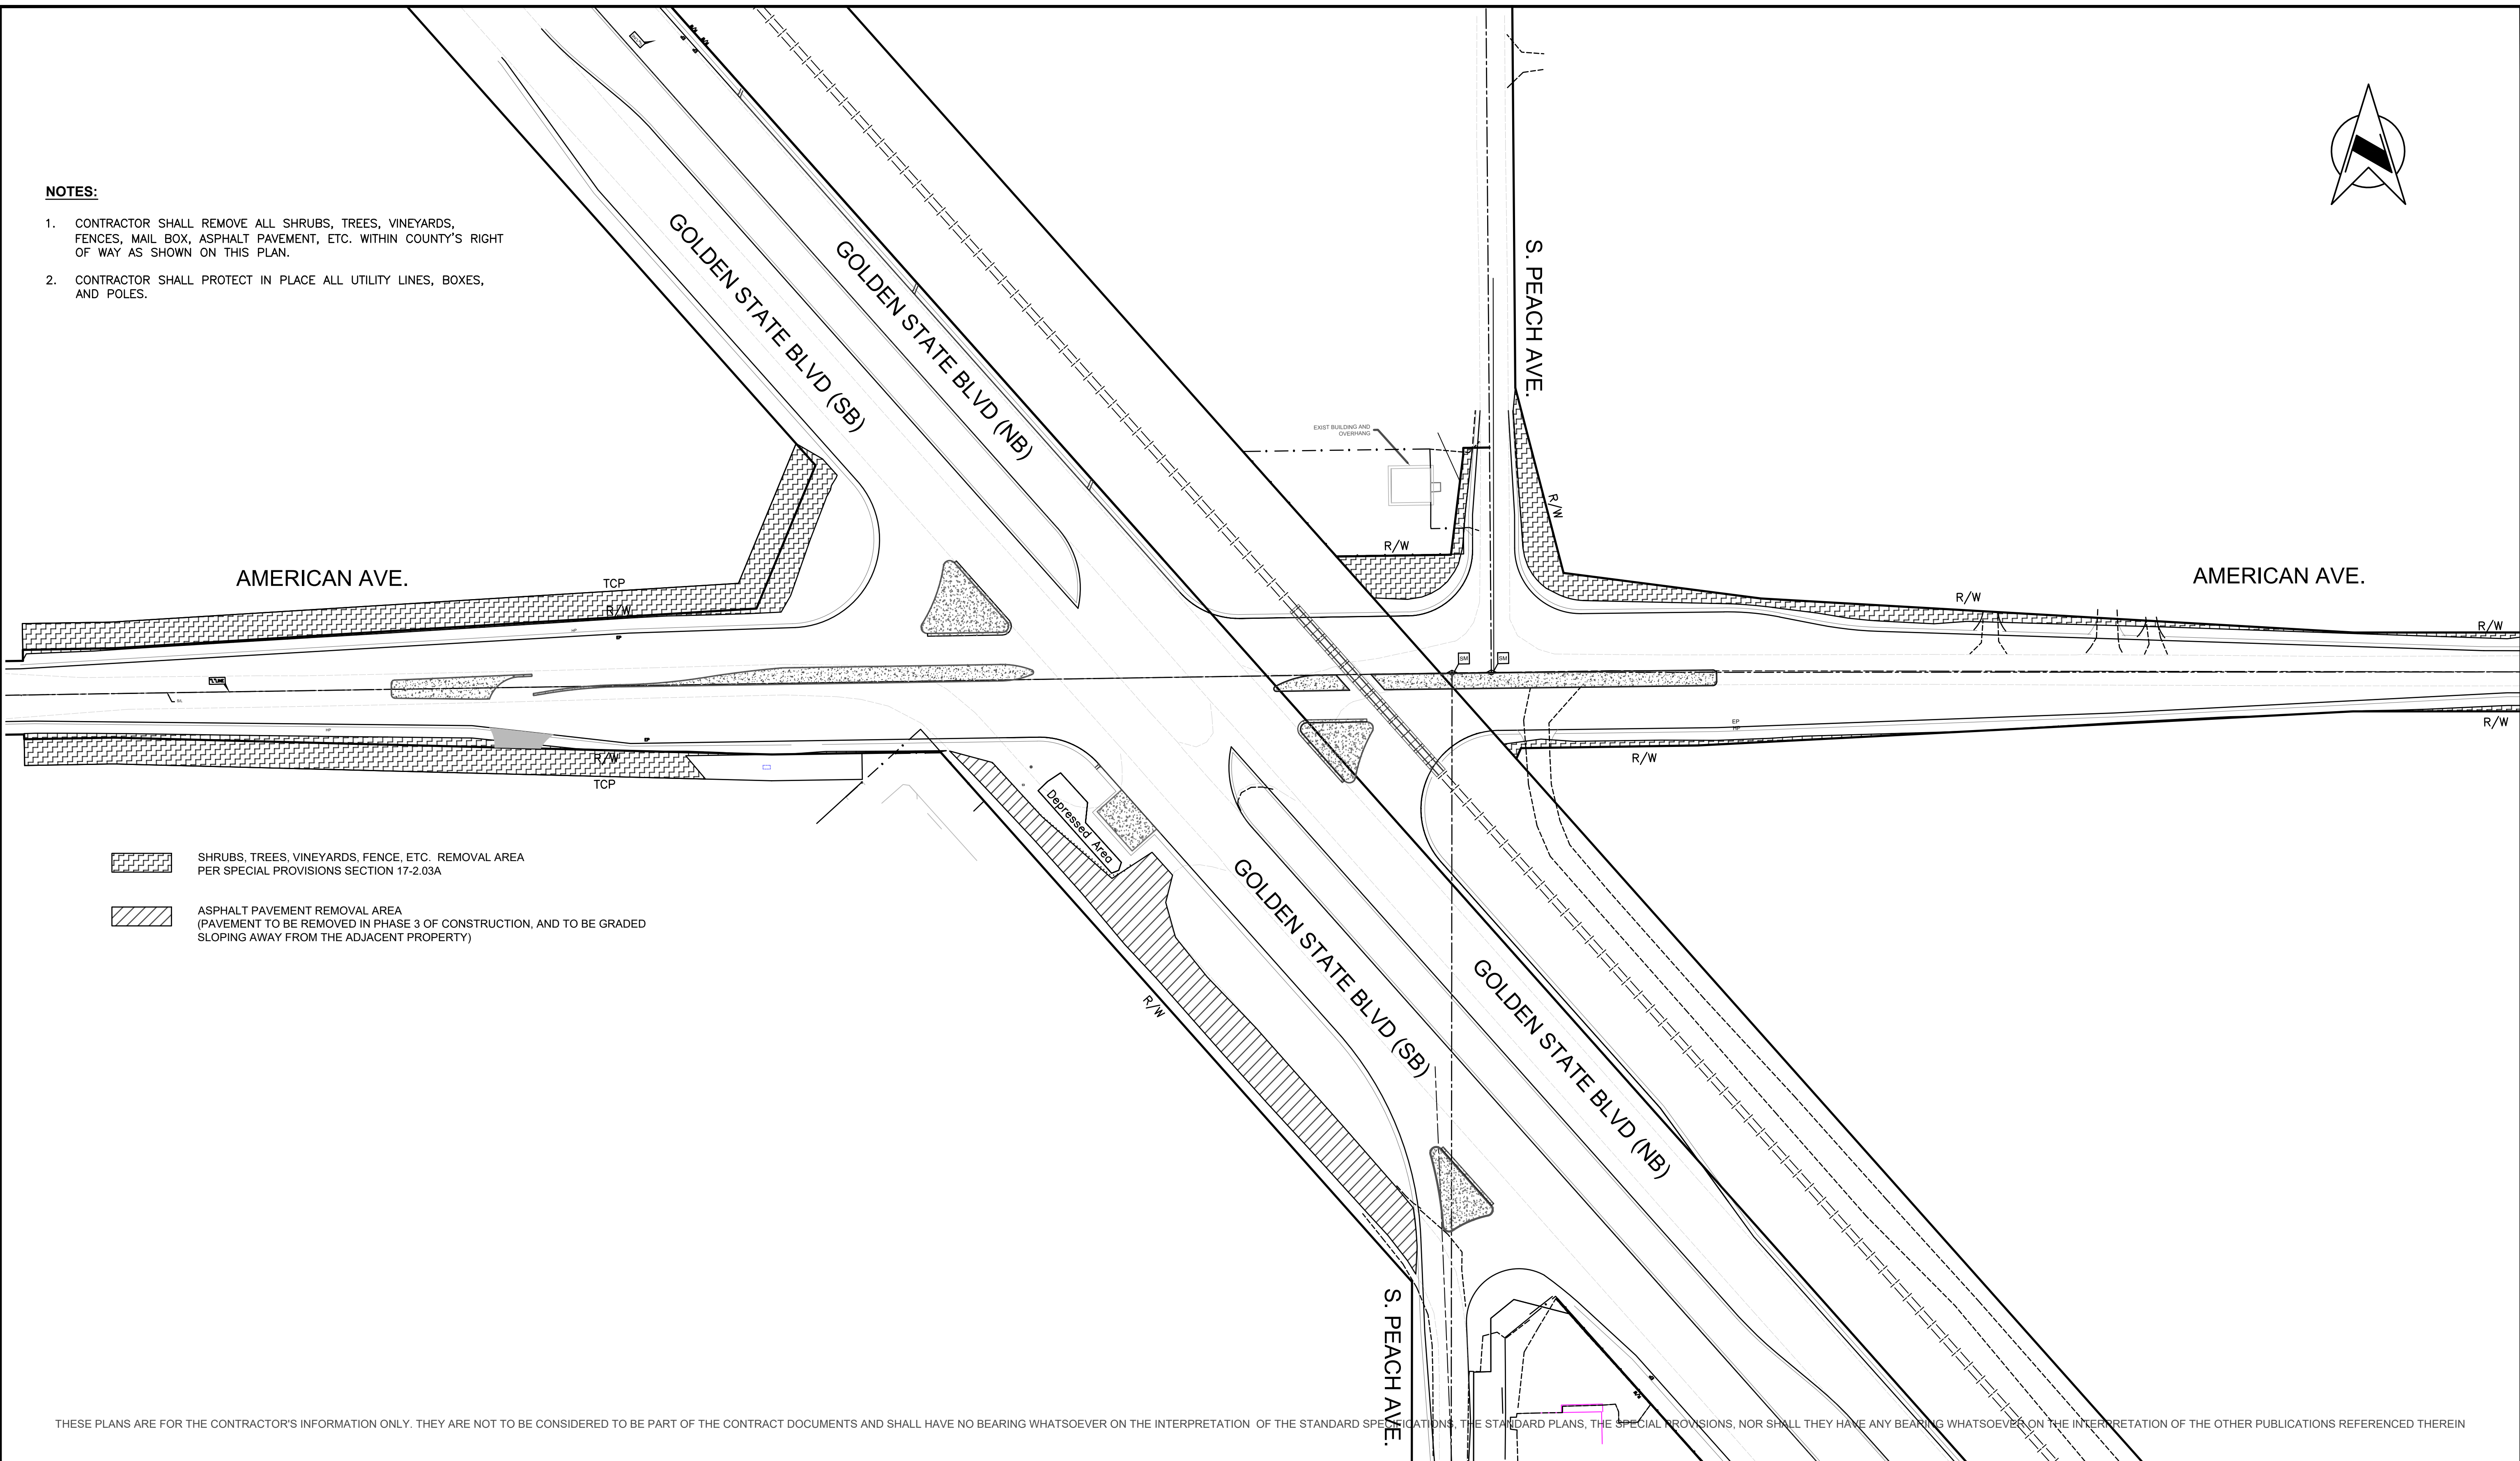 NOTES:
1. CONTRACTOR SHALL REMOVE ALL SHRUBS, TREES, VINEYARDS,
FENCES, MAIL BOX, ASPHALT PAVEMENT, ETC. WITHIN COUNTY'S RIGHT
OF WAY AS SHOWN ON THIS PLAN.
2. CONTRACTOR SHALL PROTECT IN PLACE ALL UTILITY LINES, BOXES,
AND POLES.
GOLDEN STATE BLVD (SB)
GOLDEN STATE BLVD (NB)
S. PEACH AVE.
EXIST BUILDING AND
OVERHANG
R/W
R/W
AMERICAN AVE.
TCP
R/W
AMERICAN AVE.
R/W
R/W
SM
SM
HP
EP
HP
EP
R/W
TCP
EP
HP
R/W
R/W
Depressed Area
SHRUBS, TREES, VINEYARDS, FENCE, ETC. REMOVAL AREA
PER SPECIAL PROVISIONS SECTION 17-2.03A
ASPHALT PAVEMENT REMOVAL AREA
(PAVEMENT TO BE REMOVED IN PHASE 3 OF CONSTRUCTION, AND TO BE GRADED
SLOPING AWAY FROM THE ADJACENT PROPERTY)
R/W
GOLDEN STATE BLVD (SB)
GOLDEN STATE BLVD (NB)
S. PEACH AVE.
THESE PLANS ARE FOR THE CONTRACTOR'S INFORMATION ONLY. THEY ARE NOT TO BE CONSIDERED TO BE PART OF THE CONTRACT DOCUMENTS AND SHALL HAVE NO BEARING WHATSOEVER ON THE INTERPRETATION OF THE STANDARD SPECIFICATIONS, THE STANDARD PLANS, THE SPECIAL PROVISIONS, NOR SHALL THEY HAVE ANY BEARING WHATSOEVER ON THE INTERPRETATION OF THE OTHER PUBLICATIONS REFERENCED THEREIN